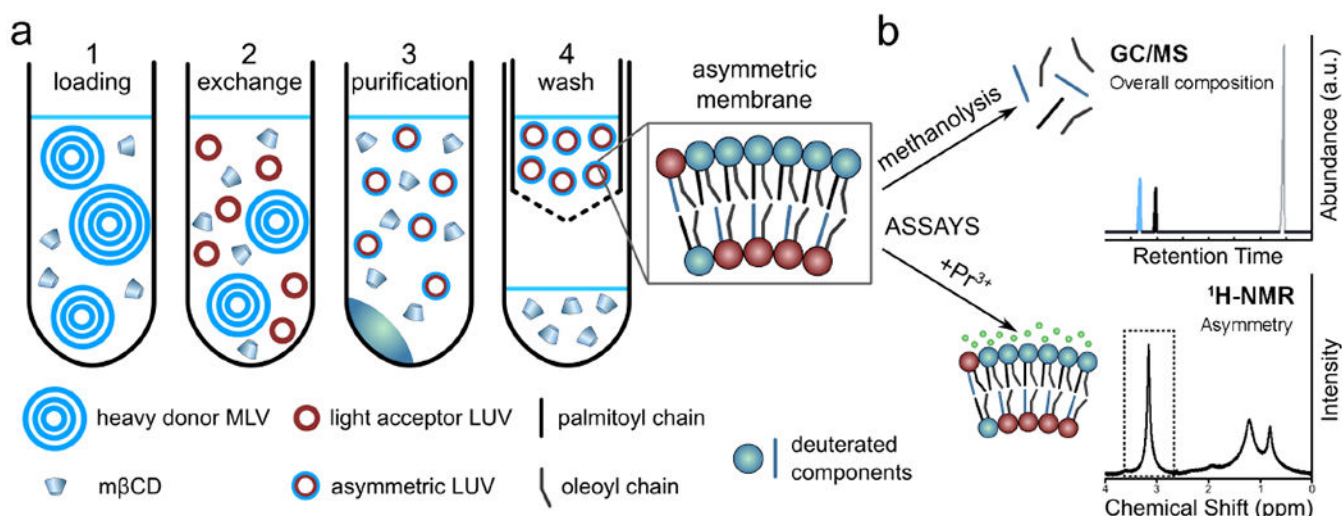 a
1
loading
2
exchange
3
purification
4
wash
asymmetric
membrane
heavy donor MLV
light acceptor LUV
palmitoyl chain
mβCD
asymmetric LUV
oleoyl chain
deuterated
components
b
methanolysis
ASSAYS
+Pr³⁺
GC/MS
Overall composition
Abundance (a.u.)
Retention Time
¹H-NMR
Asymmetry
Intensity
4 3 2 1 0
Chemical Shift (ppm)